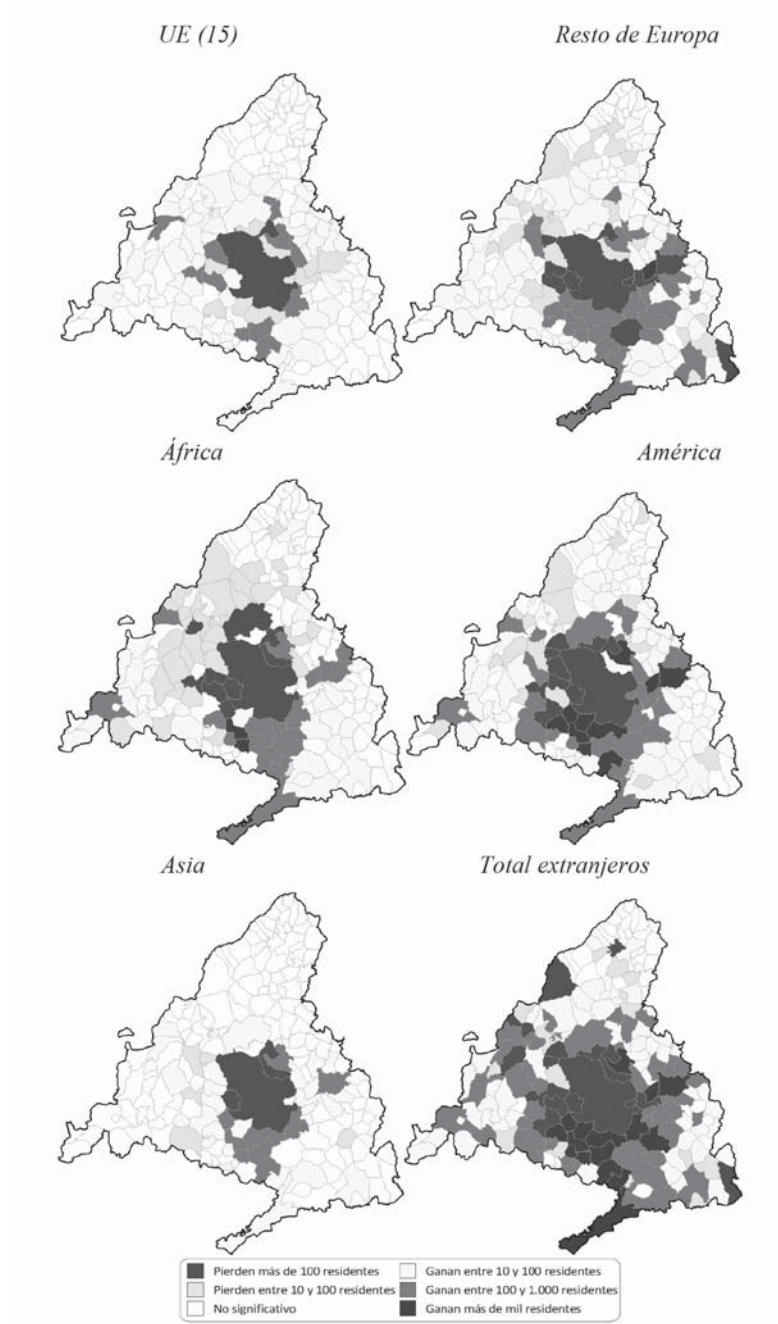 UE (15)
Resto de Europa
África
América
Asia
Total extranjeros
Pierden más de 100 residentes
Ganan entre 10 y 100 residentes
Pierden entre 10 y 100 residentes
Ganan entre 100 y 1.000 residentes
No significativo
Ganan más de mil residentes